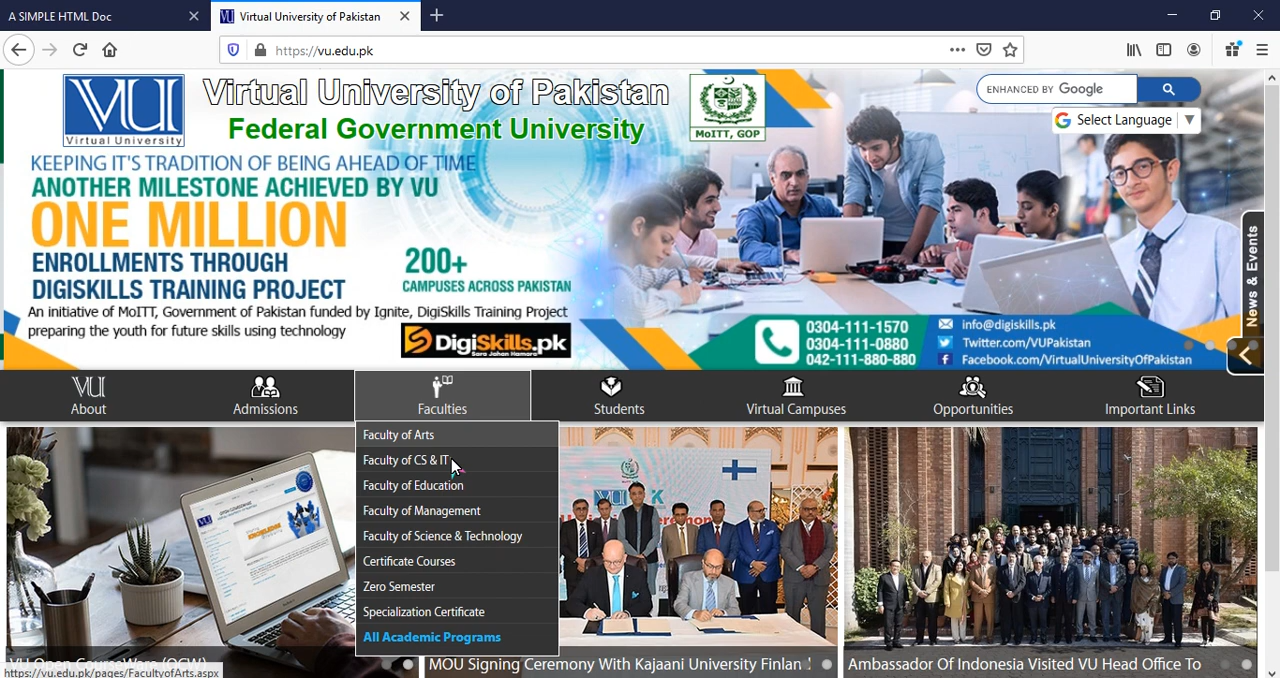 A SIMPLE HTML Doc
Virtual University of Pakistan
https://vu.edu.pk
VU
Virtual University
Virtual University of Pakistan
Federal Government University
MoITT, GOP
ENHANCED BY Google
Select Language
KEEPING IT'S TRADITION OF BEING AHEAD OF TIME
ANOTHER MILESTONE ACHIEVED BY VU
ONE MILLION
ENROLLMENTS THROUGH
DIGISKILLS TRAINING PROJECT
200+
CAMPUSES ACROSS PAKISTAN
An initiative of MoITT, Government of Pakistan funded by Ignite, DigiSkills Training Project
preparing the youth for future skills using technology
DigiSkills.pk
Sara Jahan Hamara
0304-111-1570
0304-111-0880
042-111-880-880
info@digiskills.pk
Twitter.com/VUPakistan
Facebook.com/VirtualUniversityOfPakistan
News & Events
VU
About
Admissions
Faculties
Students
Virtual Campuses
Opportunities
Important Links
Faculty of Arts
Faculty of CS & IT
Faculty of Education
Faculty of Management
Faculty of Science & Technology
Certificate Courses
Zero Semester
Specialization Certificate
All Academic Programs
VU Open CourseWare (OCW)
MOU Signing Ceremony With Kajaani University Finlan
Ambassador Of Indonesia Visited VU Head Office To
https://vu.edu.pk/pages/FacultyofArts.aspx